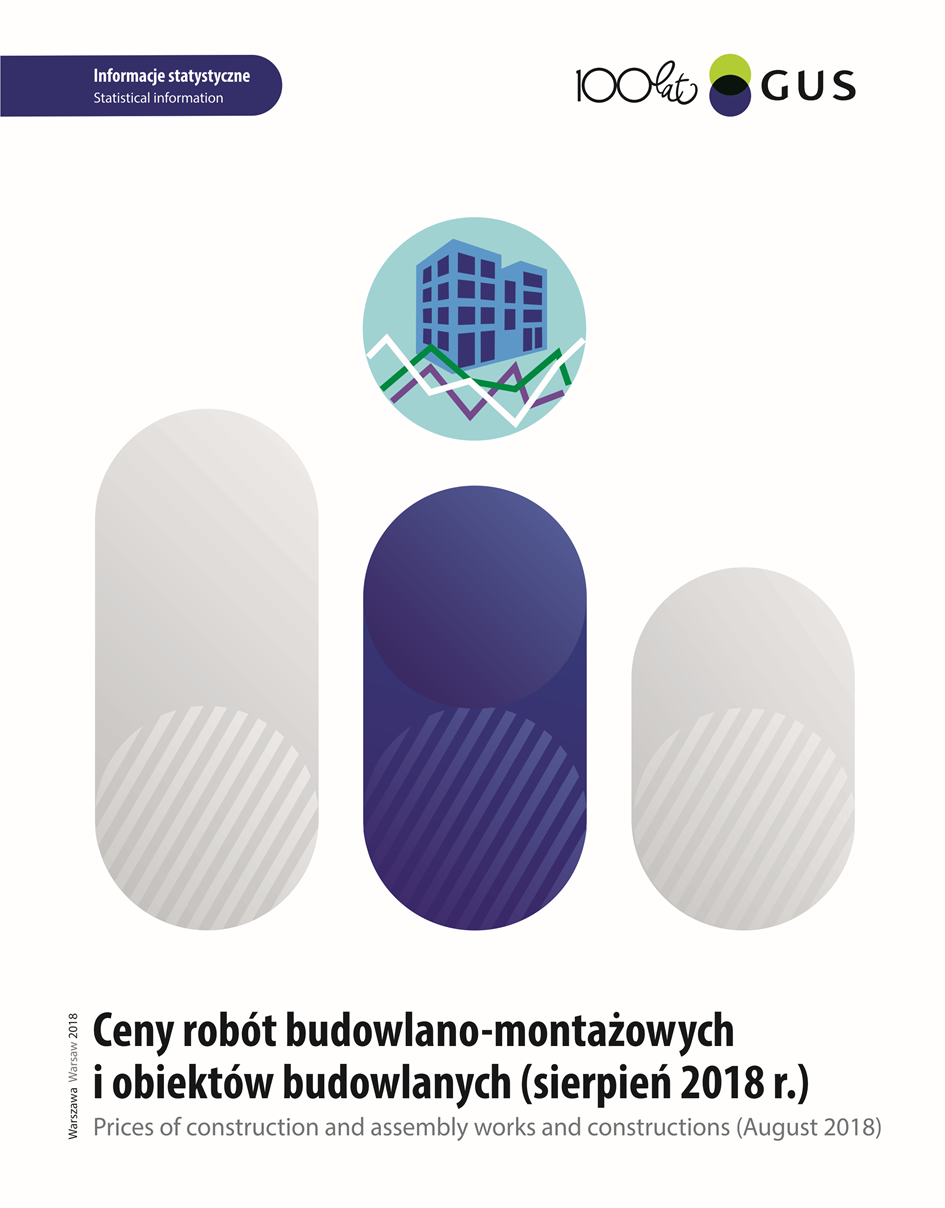 Informacje statystyczne
Statistical information
100 lat GUS
Ceny robót budowlano-montażowych
i obiektów budowlanych (sierpień 2018 r.)
Prices of construction and assembly works and constructions (August 2018)
Warszawa Warsaw 2018